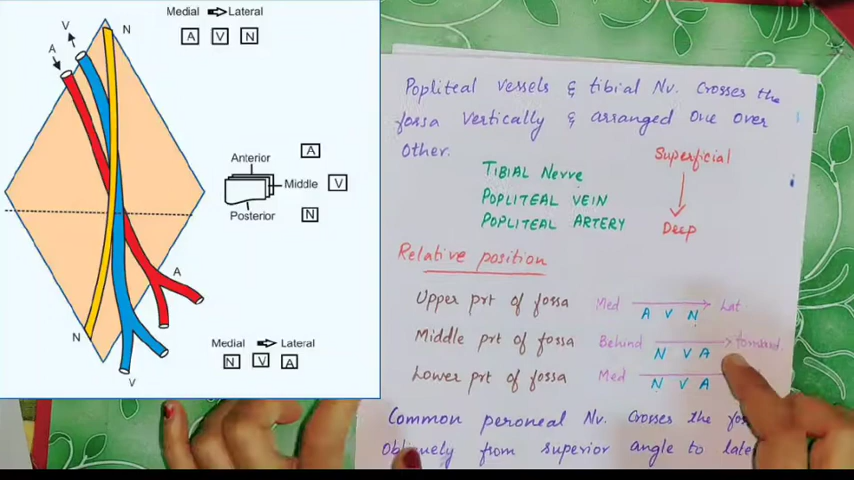 Medial Lateral
A V N
V
N
A
Anterior
A
Middle
V
Posterior
N
A
N
V
Medial Lateral
N V A
Popliteal vessels & tibial Nv. Crosses the
fossa vertically & arranged One over
Other.
Superficial
TIBIAL Nerve
POPLITEAL VEIN
POPLITEAL ARTERY
Deep
Relative position
Upper prt of fossa Med Lat
A V N
Middle prt of fossa Behind forward
N V A
Lower prt of fossa Med
N V A
Common peroneal Nv. Crosses the
from superior angle to